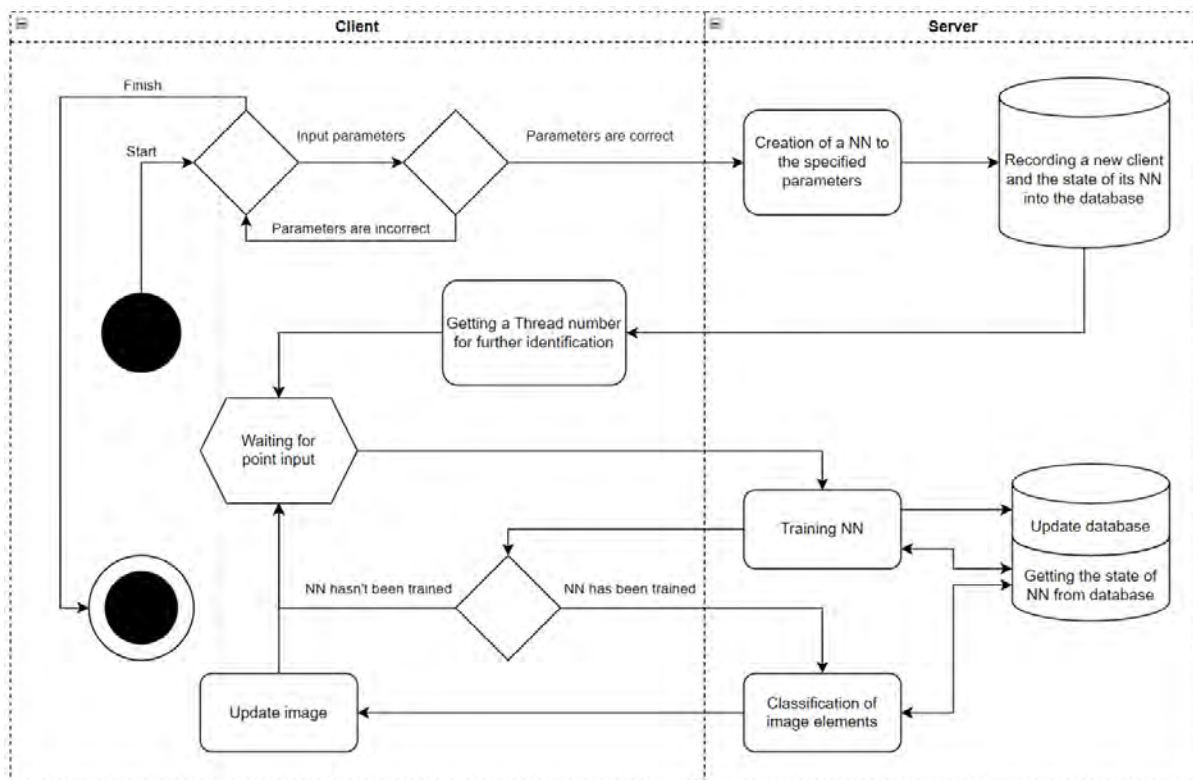 Client
Server
Finish
Start
Input parameters
Parameters are correct
Parameters are incorrect
Creation of a NN to
the specified
parameters
Recording a new client
and the state of its NN
into the database
Getting a Thread number
for further identification
Waiting for
point input
Training NN
Update database
Getting the state of
NN from database
NN hasn't been trained
NN has been trained
Update image
Classification of
image elements